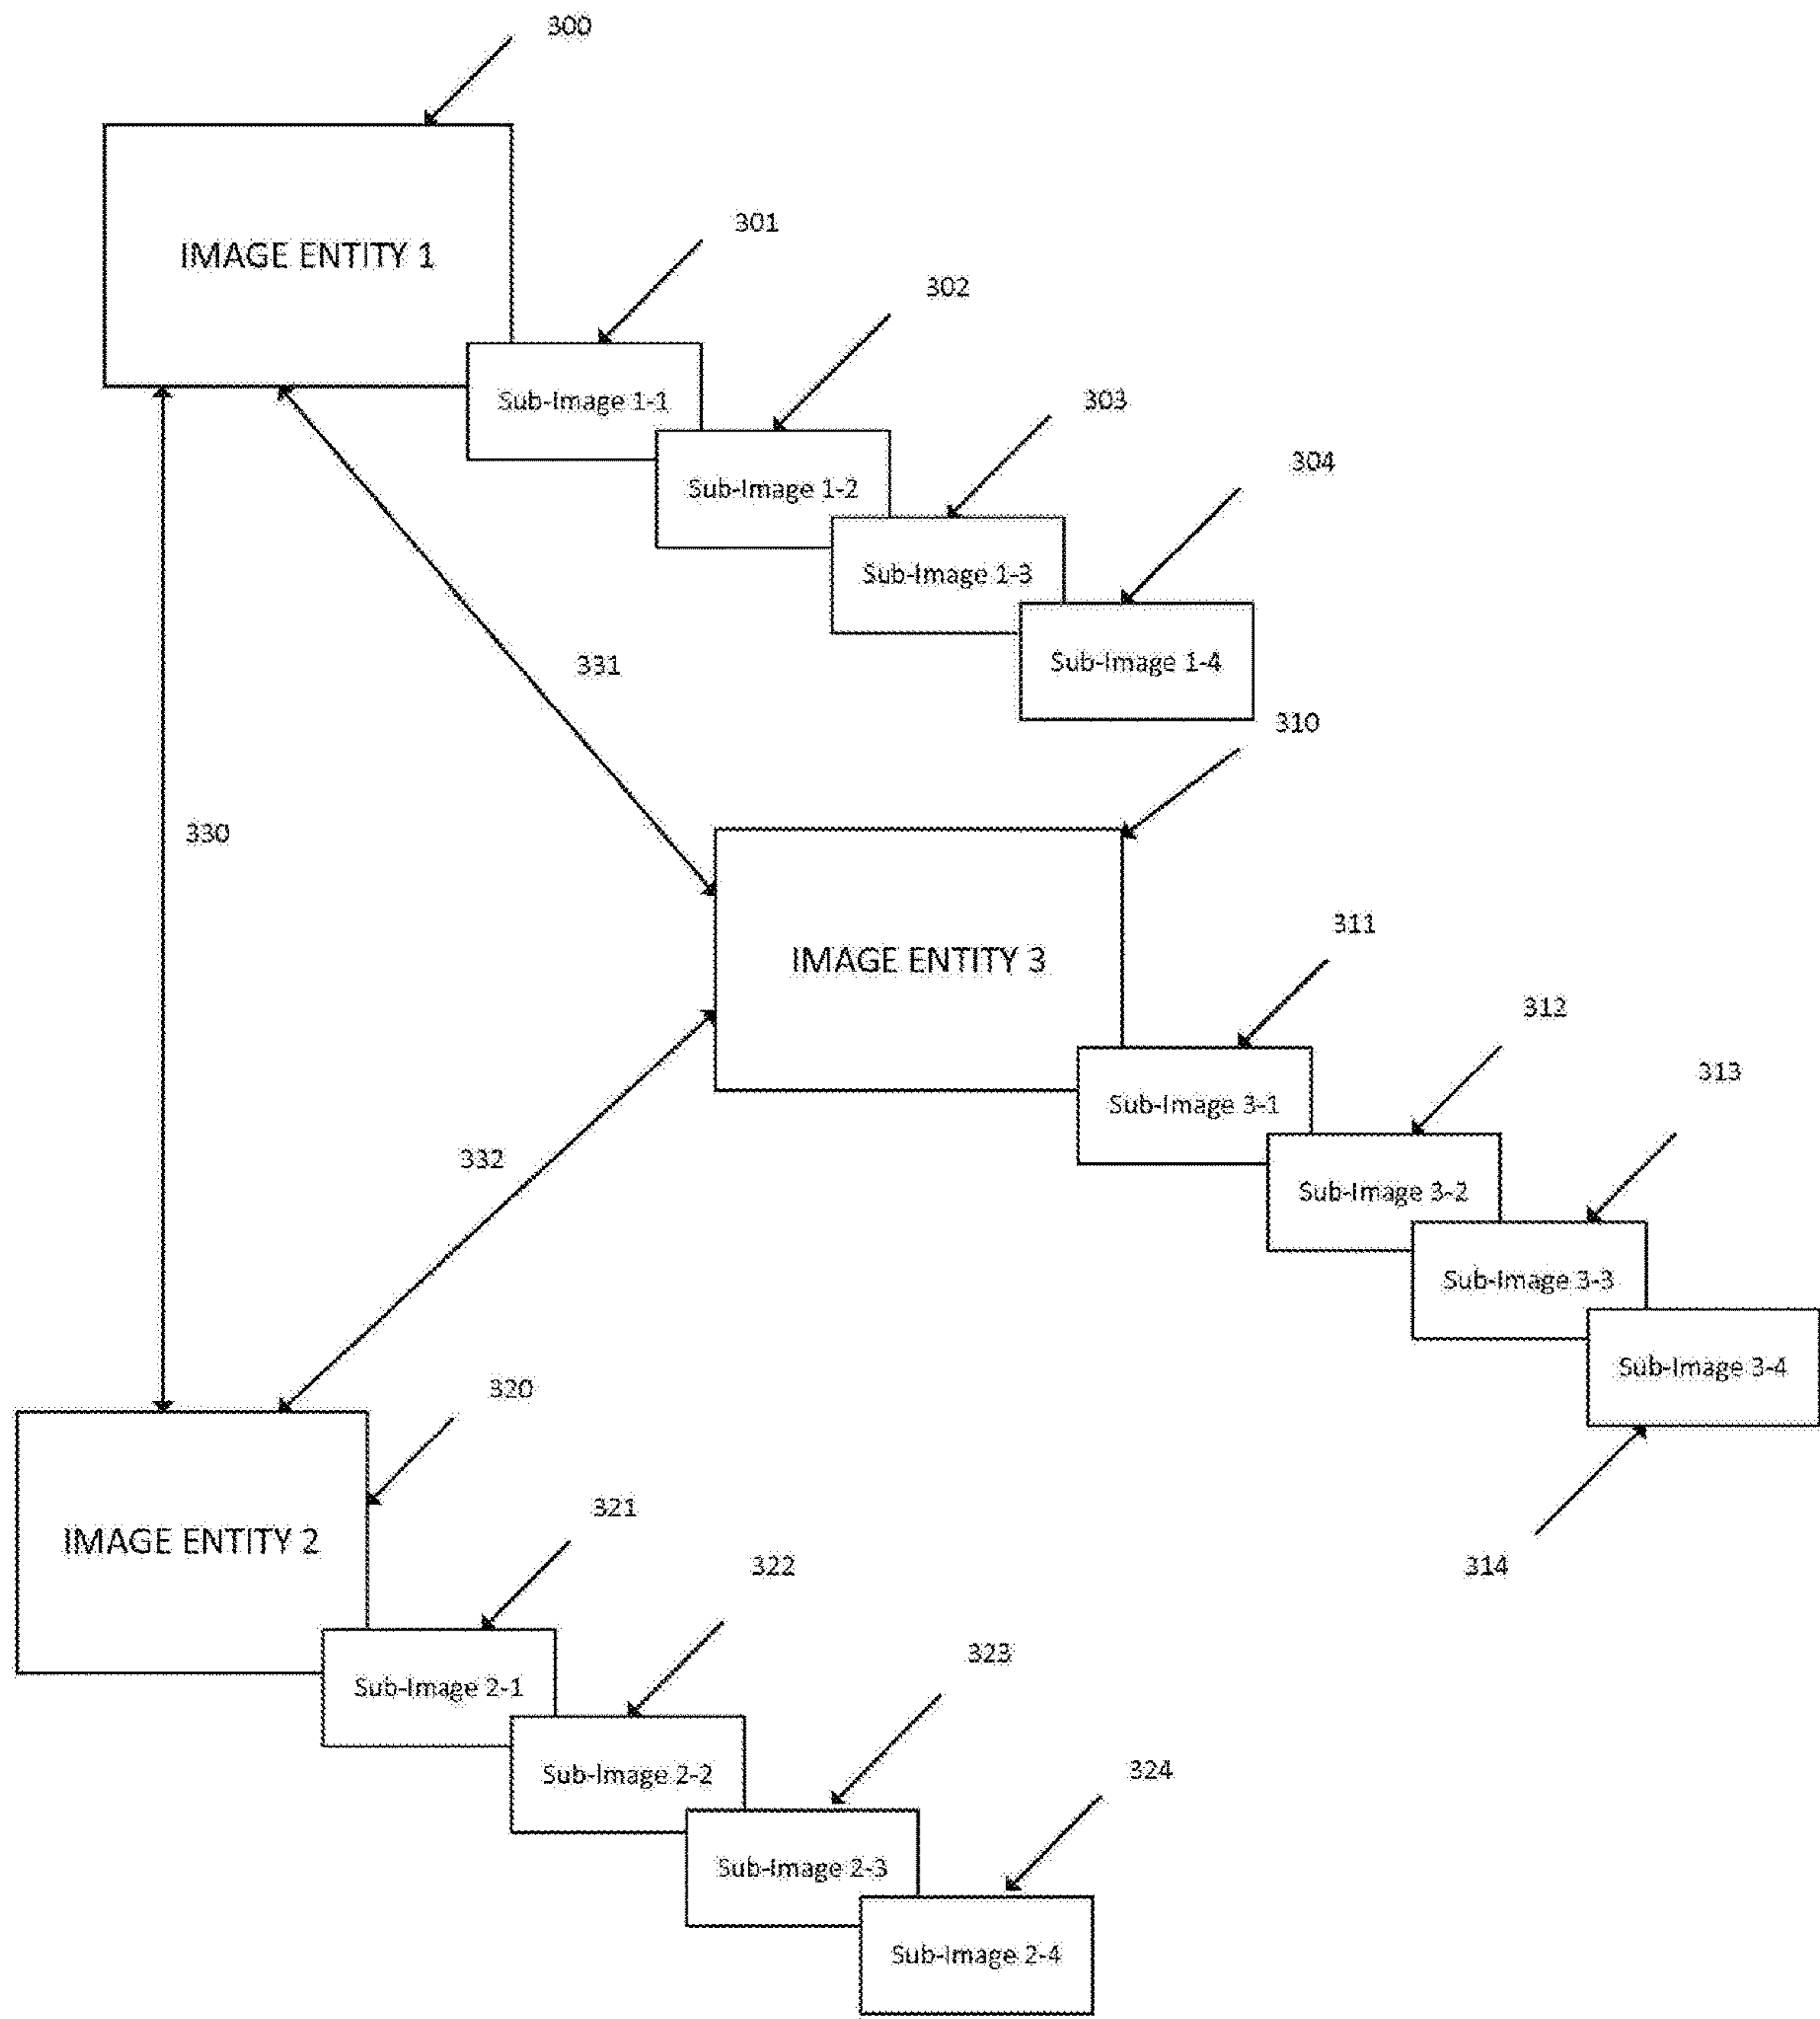 300
IMAGE ENTITY 1
301
302
Sub-Image 1-1
303
Sub-Image 1-2
304
Sub-Image 1-3
331
Sub-Image 1-4
310
330
311
IMAGE ENTITY 3
312
313
Sub-Image 3-1
332
Sub-Image 3-2
Sub-Image 3-3
320
Sub-Image 3-4
321
IMAGE ENTITY 2
322
314
323
Sub-Image 2-1
324
Sub-Image 2-2
Sub-Image 2-3
Sub-Image 2-4